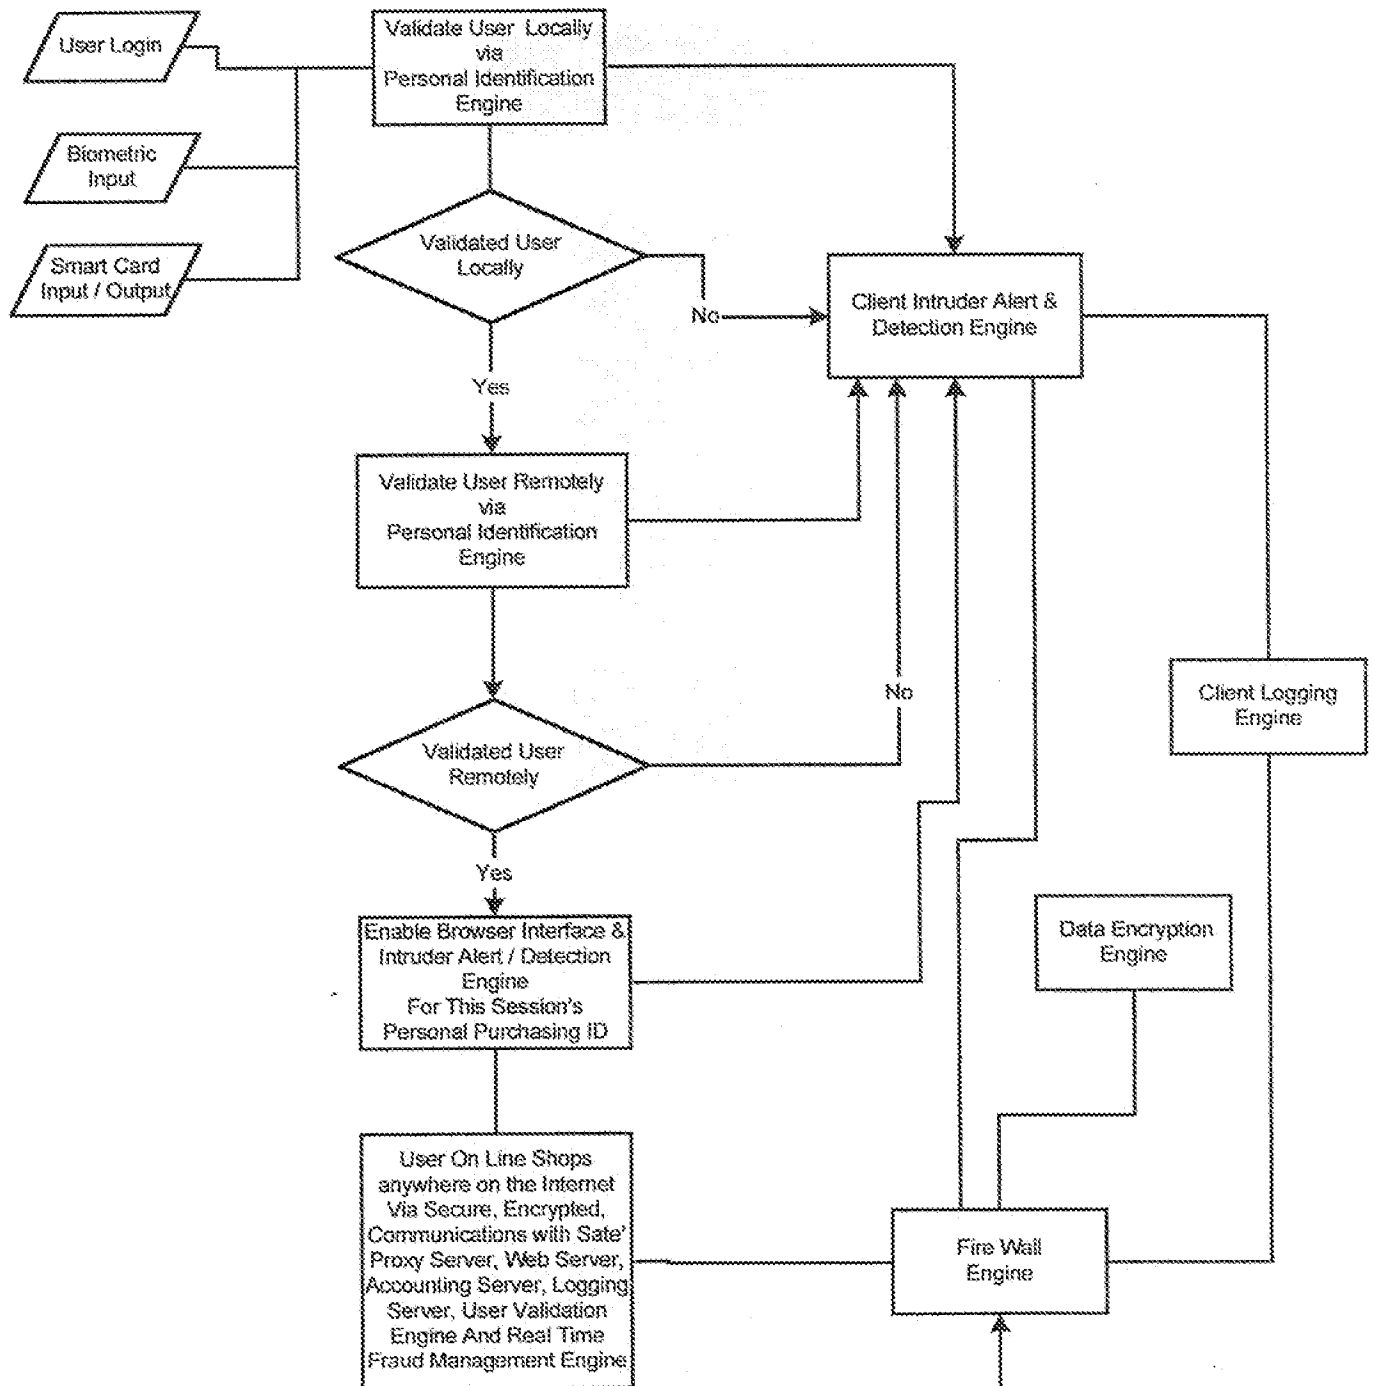 User Login
Validate User Locally
via
Personal Identification
Engine
Biometric
Input
Smart Card
Input / Output
Validated User
Locally
No
Client Intruder Alert &
Detection Engine
Yes
Validate User Remotely
via
Personal Identification
Engine
No
Client Logging
Engine
Validated User
Remotely
Yes
Enable Browser Interface &
Intruder Alert / Detection
Engine
For This Session's
Personal Purchasing ID
Data Encryption
Engine
User On Line Shops
anywhere on the Internet
Via Secure, Encrypted,
Communications with Sate'
Proxy Server, Web Server,
Accounting Server, Logging
Server, User Validation
Engine And Real Time
Fraud Management Engine
Fire Wall
Engine